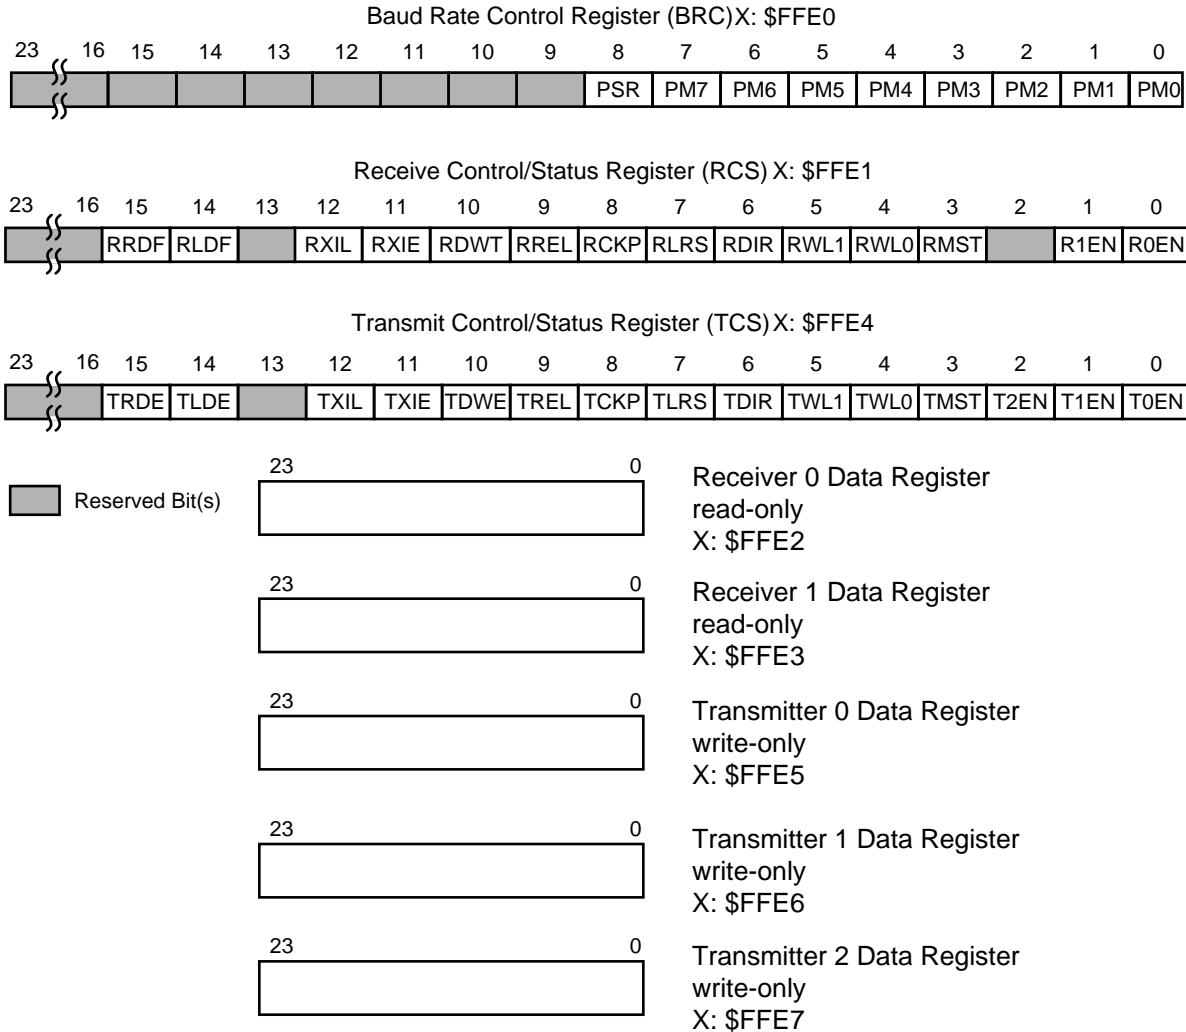 Baud Rate Control Register (BRC) X: $FFE0
23 16 15 14 13 12 11 10 9 8 7 6 5 4 3 2 1 0
PSR PM7 PM6 PM5 PM4 PM3 PM2 PM1 PM0
Receive Control/Status Register (RCS) X: $FFE1
23 16 15 14 13 12 11 10 9 8 7 6 5 4 3 2 1 0
RRDF RLDF RXIL RXIE RDWT RREL RCKP RLRS RDIR RWL1 RWL0 RMST R1EN R0EN
Transmit Control/Status Register (TCS) X: $FFE4
23 16 15 14 13 12 11 10 9 8 7 6 5 4 3 2 1 0
TRDE TLDE TXIL TXIE TDWE TREL TCKP TLRS TDIR TWL1 TWL0 TMST T2EN T1EN T0EN
Reserved Bit(s)
23 0
Receiver 0 Data Register
read-only
X: $FFE2
23 0
Receiver 1 Data Register
read-only
X: $FFE3
23 0
Transmitter 0 Data Register
write-only
X: $FFE5
23 0
Transmitter 1 Data Register
write-only
X: $FFE6
23 0
Transmitter 2 Data Register
write-only
X: $FFE7